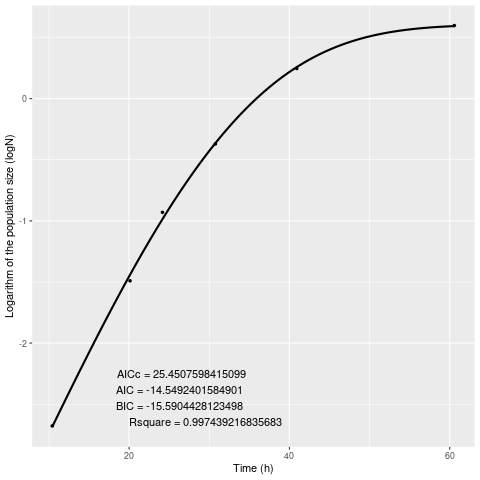 Logarithm of the population size (logN)
0
-1
-2
AICc = 25.4507598415099
AIC = -14.5492401584901
BIC = -15.5904428123498
Rsquare = 0.997439216835683
20 40 60
Time (h)